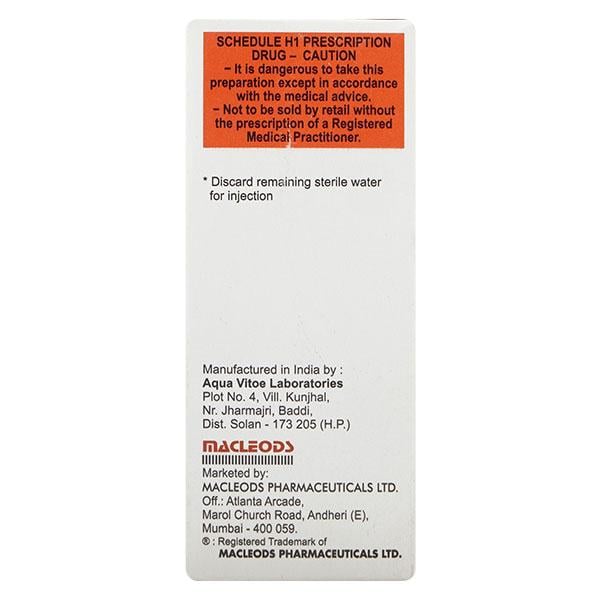 SCHEDULE H1 PRESCRIPTION
DRUG – CAUTION
– It is dangerous to take this
preparation except in accordance
with the medical advice.
– Not to be sold by retail without
the prescription of a Registered
Medical Practitioner.
* Discard remaining sterile water
for injection
Manufactured in India by :
Aqua Vitoe Laboratories
Plot No. 4, Vill. Kunjhal,
Nr. Jharmajri, Baddi,
Dist. Solan - 173 205 (H.P.)
MACLEODS
Marketed by:
MACLEODS PHARMACEUTICALS LTD.
Off.: Atlanta Arcade,
Marol Church Road, Andheri (E),
Mumbai - 400 059.
® : Registered Trademark of
MACLEODS PHARMACEUTICALS LTD.